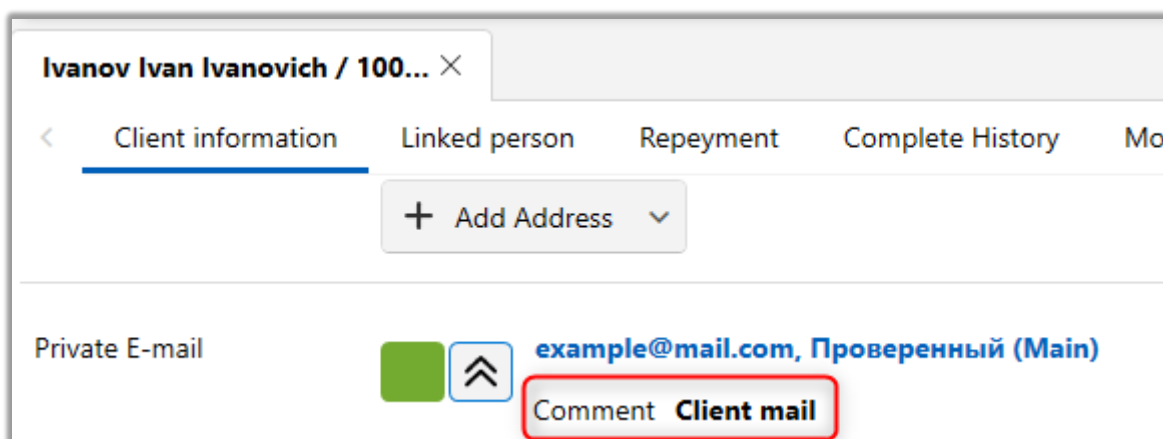 Ivanov Ivan Ivanovich / 100...
Client information Linked person Repeyment Complete History Mo
Add Address
Private E-mail example@mail.com, Проверенный (Main)
Comment Client mail